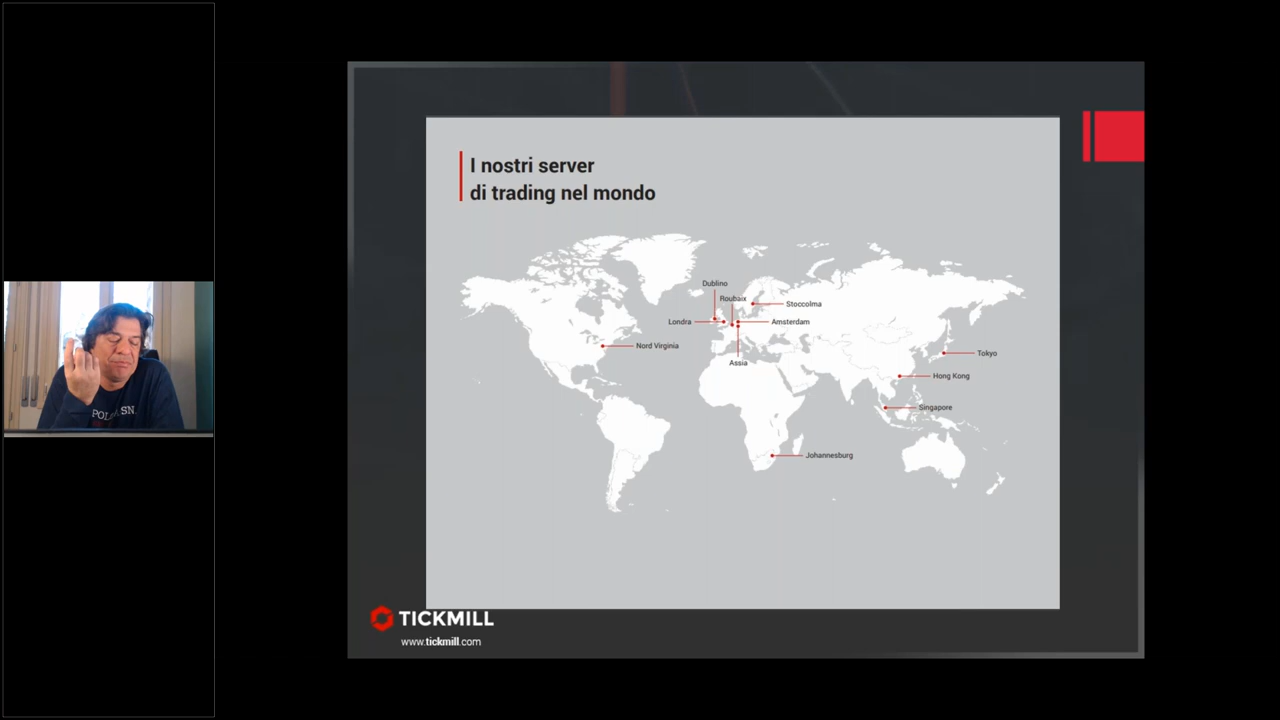 I nostri server
di trading nel mondo
Dublino
Roubaix
Stoccolma
Londra
Amsterdam
Nord Virginia
Assia
Tokyo
Hong Kong
Singapore
Johannesburg
TICKMILL
www.tickmill.com